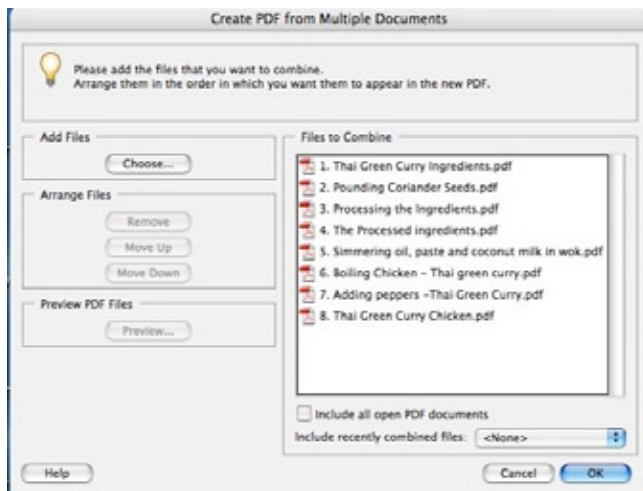 Create PDF from Multiple Documents
Please add the files that you want to combine.
Arrange them in the order in which you want them to appear in the new PDF.
Add Files
Choose...
Arrange Files
Remove
Move Up
Move Down
Preview PDF Files
Preview...
Files to Combine
1. Thai Green Curry Ingredients.pdf
2. Pounding Coriander Seeds.pdf
3. Processing the Ingredients.pdf
4. The Processed ingredients.pdf
5. Simmering oil, paste and coconut milk in wok.pdf
6. Boiling Chicken - Thai green curry.pdf
7. Adding peppers -Thai Green Curry.pdf
8. Thai Green Curry Chicken.pdf
Include all open PDF documents
Include recently combined files: <None>
Help
Cancel
OK